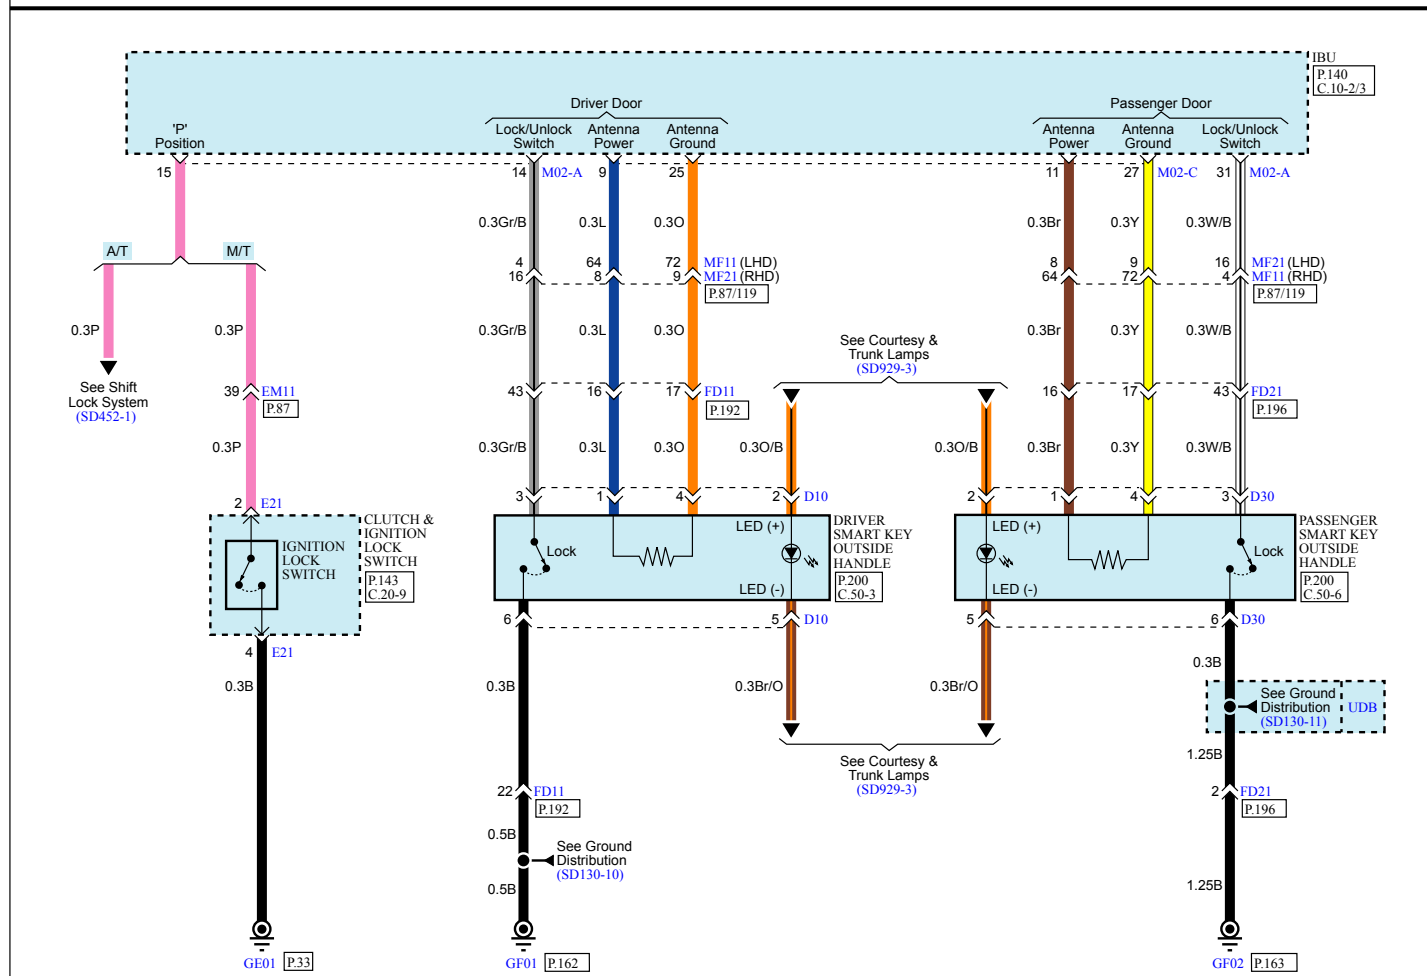 IBU
P.140
C.10-2/3
Driver Door
Passenger Door
'P'
Position
Lock/Unlock
Switch
Antenna
Power
Antenna
Ground
Antenna
Power
Antenna
Ground
Lock/Unlock
Switch
15
14 M02-A
9
25
11
27 M02-C
31 M02-A
0.3Gr/B
0.3L
0.3O
0.3Br
0.3Y
0.3W/B
A/T
M/T
4
64
72 MF11 (LHD)
16
8
9 MF21 (RHD)
P.87/119
8
9
16 MF21 (LHD)
64
72
4 MF11 (RHD)
P.87/119
0.3P
0.3P
0.3Gr/B
0.3L
0.3O
0.3Br
0.3Y
0.3W/B
See Courtesy &
Trunk Lamps
(SD929-3)
See Shift
Lock System
(SD452-1)
39 EM11
P.87
43
16
17 FD11
P.192
16
17
43 FD21
P.196
0.3P
0.3Gr/B
0.3L
0.3O
0.3O/B
0.3O/B
0.3Br
0.3Y
0.3W/B
2 E21
3
1
4
2 D10
2
1
4
3 D30
CLUTCH &
IGNITION
LOCK
SWITCH
P.143
C.20-9
IGNITION
LOCK
SWITCH
Lock
LED (+)
LED (-)
DRIVER
SMART KEY
OUTSIDE
HANDLE
P.200
C.50-3
LED (+)
LED (-)
Lock
PASSENGER
SMART KEY
OUTSIDE
HANDLE
P.200
C.50-6
4 E21
6
5 D10
5
6 D30
0.3B
0.3B
0.3Br/O
0.3Br/O
0.3B
See Ground
Distribution
(SD130-11)
UDB
See Courtesy &
Trunk Lamps
(SD929-3)
1.25B
22 FD11
P.192
2 FD21
P.196
0.5B
See Ground
Distribution
(SD130-10)
0.5B
1.25B
GE01 P.33
GF01 P.162
GF02 P.163